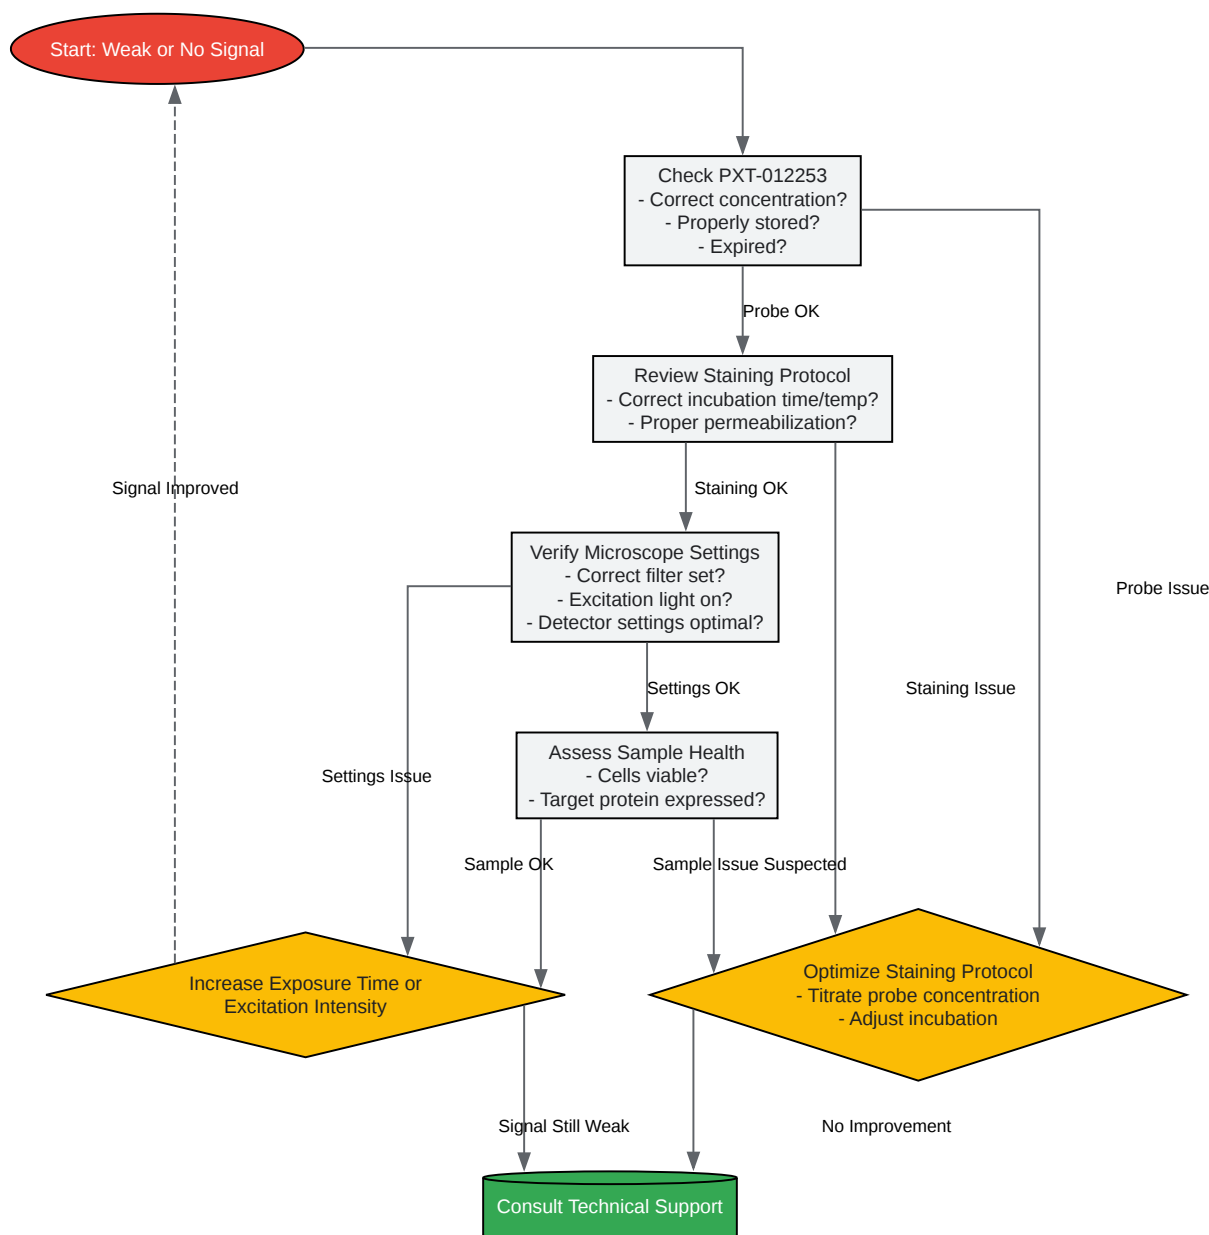 Start: Weak or No Signal
Check PXT-012253
- Correct concentration?
- Properly stored?
- Expired?
Probe OK
Review Staining Protocol
- Correct incubation time/temp?
- Proper permeabilization?
Signal Improved
Staining OK
Verify Microscope Settings
- Correct filter set?
- Excitation light on?
- Detector settings optimal?
Probe Issue
Settings OK
Staining Issue
Assess Sample Health
- Cells viable?
- Target protein expressed?
Settings Issue
Sample OK
Sample Issue Suspected
Increase Exposure Time or
Excitation Intensity
Optimize Staining Protocol
- Titrate probe concentration
- Adjust incubation
Signal Still Weak
No Improvement
Consult Technical Support